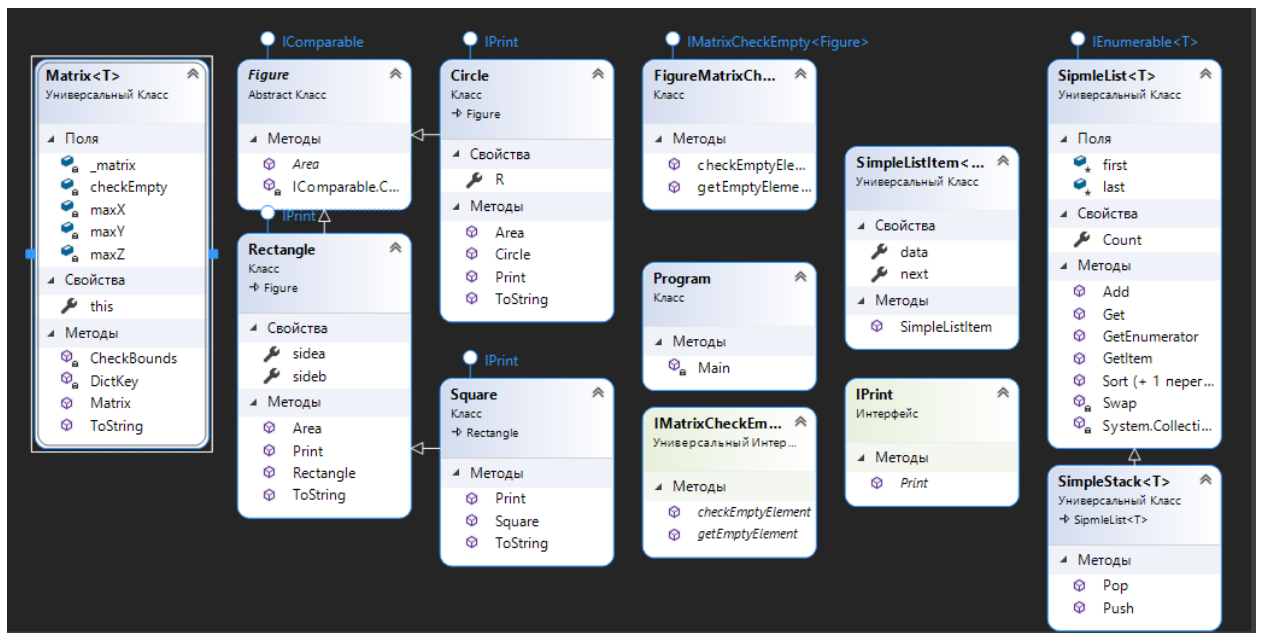 IComparable
IPrint
IMatrixCheckEmpty<Figure>
IEnumerable<T>
Matrix<T>
Универсальный Класс
Поля
_matrix
checkEmpty
maxX
maxY
maxZ
Свойства
this
Методы
CheckBounds
DictKey
Matrix
ToString
Figure
Abstract Класс
Методы
Area
IComparable.C...
IPrint
Rectangle
Класс
Figure
Свойства
sidea
sideb
Методы
Area
Print
Rectangle
ToString
Circle
Класс
Figure
Свойства
R
Методы
Area
Circle
Print
ToString
IPrint
Square
Класс
Rectangle
Методы
Print
Square
ToString
FigureMatrixCh...
Класс
Методы
checkEmptyEle...
getEmptyEleme...
Program
Класс
Методы
Main
IMatrixCheckEm...
Универсальный Интер...
Методы
checkEmptyElement
getEmptyElement
SimpleListItem<...
Универсальный Класс
Свойства
data
next
Методы
SimpleListItem
IPrint
Интерфейс
Методы
Print
SipmleList<T>
Универсальный Класс
Поля
first
last
Свойства
Count
Методы
Add
Get
GetEnumerator
GetItem
Sort (+ 1 перег...
Swap
System.Collecti...
SimpleStack<T>
Универсальный Класс
SipmleList<T>
Методы
Pop
Push